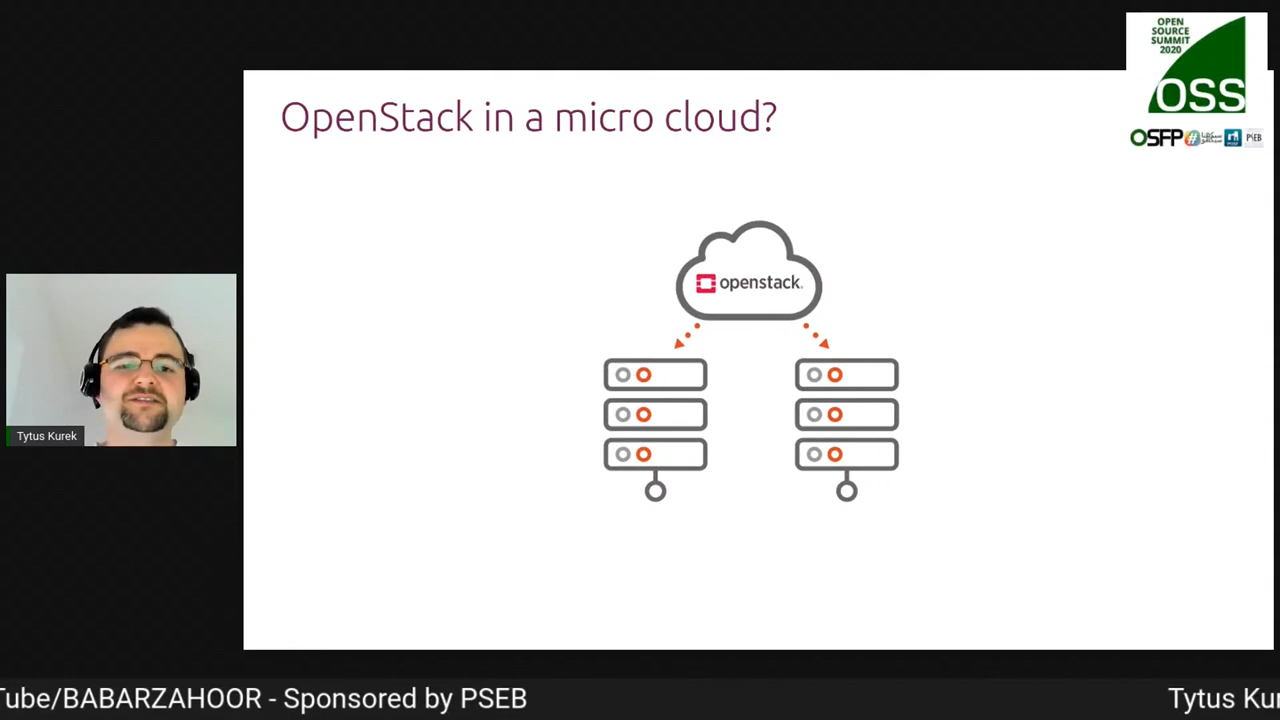 OPEN
SOURCE
SUMMIT
2020
OSS
OSFP
PSEB
OpenStack in a micro cloud?
openstack.
Tytus Kurek
Tube/BABARZAHOOR - Sponsored by PSEB
Tytus Kur